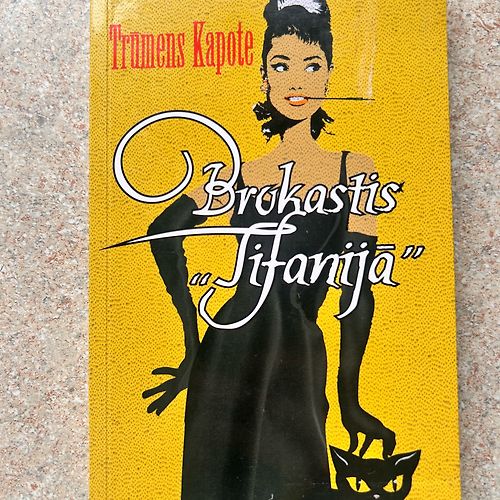 Trūmens Kapote
Brokastis
„Tifanijā”